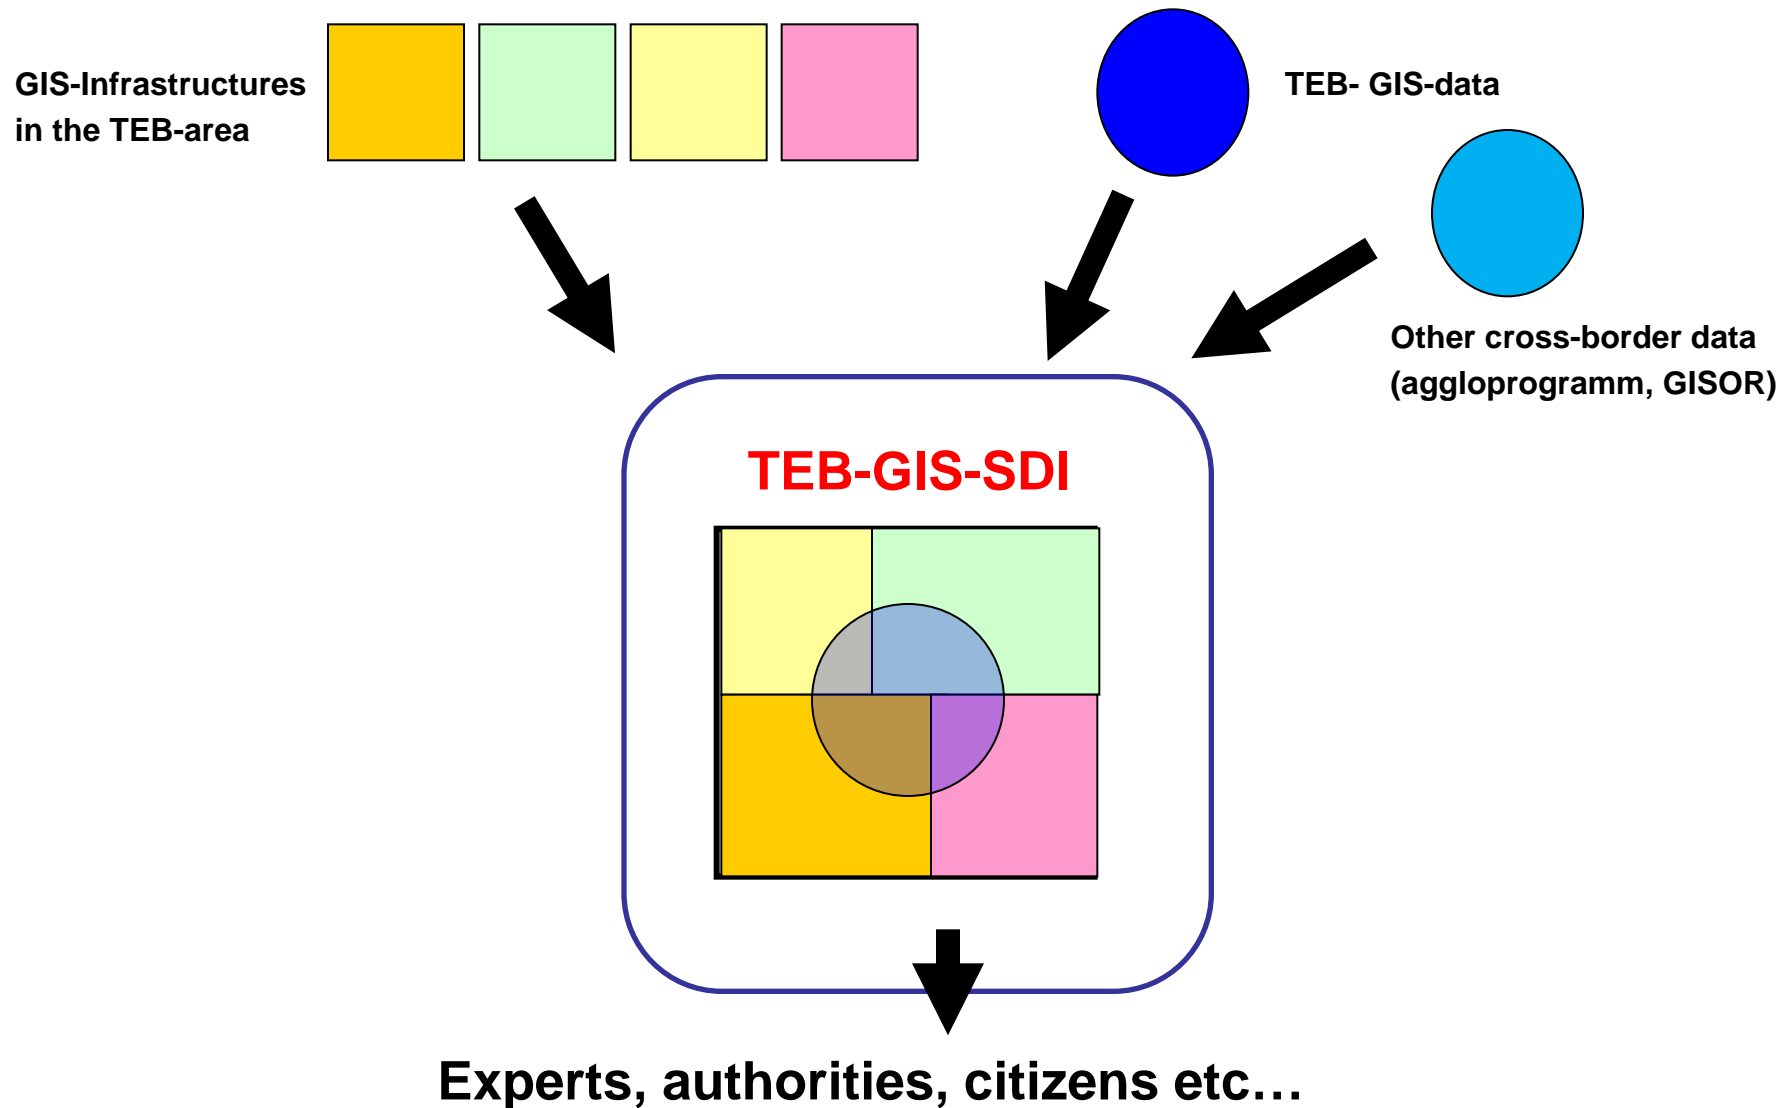 GIS-Infrastructures
in the TEB-area
TEB- GIS-data
Other cross-border data
(aggloprogramm, GISOR)
TEB-GIS-SDI
Experts, authorities, citizens etc…